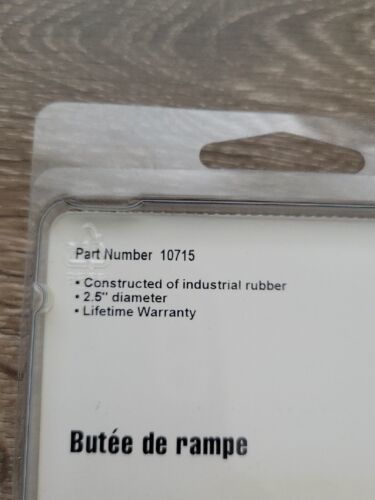 Part Number 10715
• Constructed of industrial rubber
• 2.5" diameter
• Lifetime Warranty
Butée de rampe